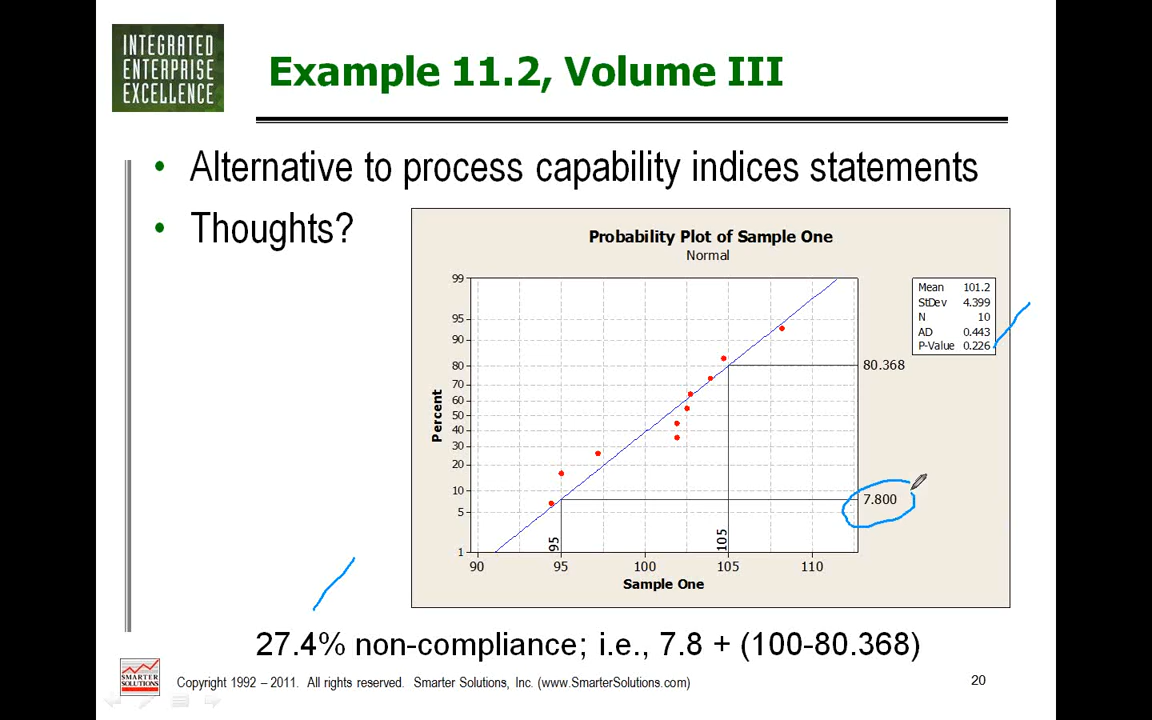 INTEGRATED
ENTERPRISE
EXCELLENCE
Example 11.2, Volume III
• Alternative to process capability indices statements
• Thoughts?
Probability Plot of Sample One
Normal
99
95
90
80
70
60
50
40
30
20
10
5
1
Percent
90
95
100
105
110
Sample One
95
105
80.368
7.800
Mean 101.2
StDev 4.399
N 10
AD 0.443
P-Value 0.226
27.4% non-compliance; i.e., 7.8 + (100-80.368)
SMARTER
SOLUTIONS
Copyright 1992 – 2011. All rights reserved. Smarter Solutions, Inc. (www.SmarterSolutions.com)
20